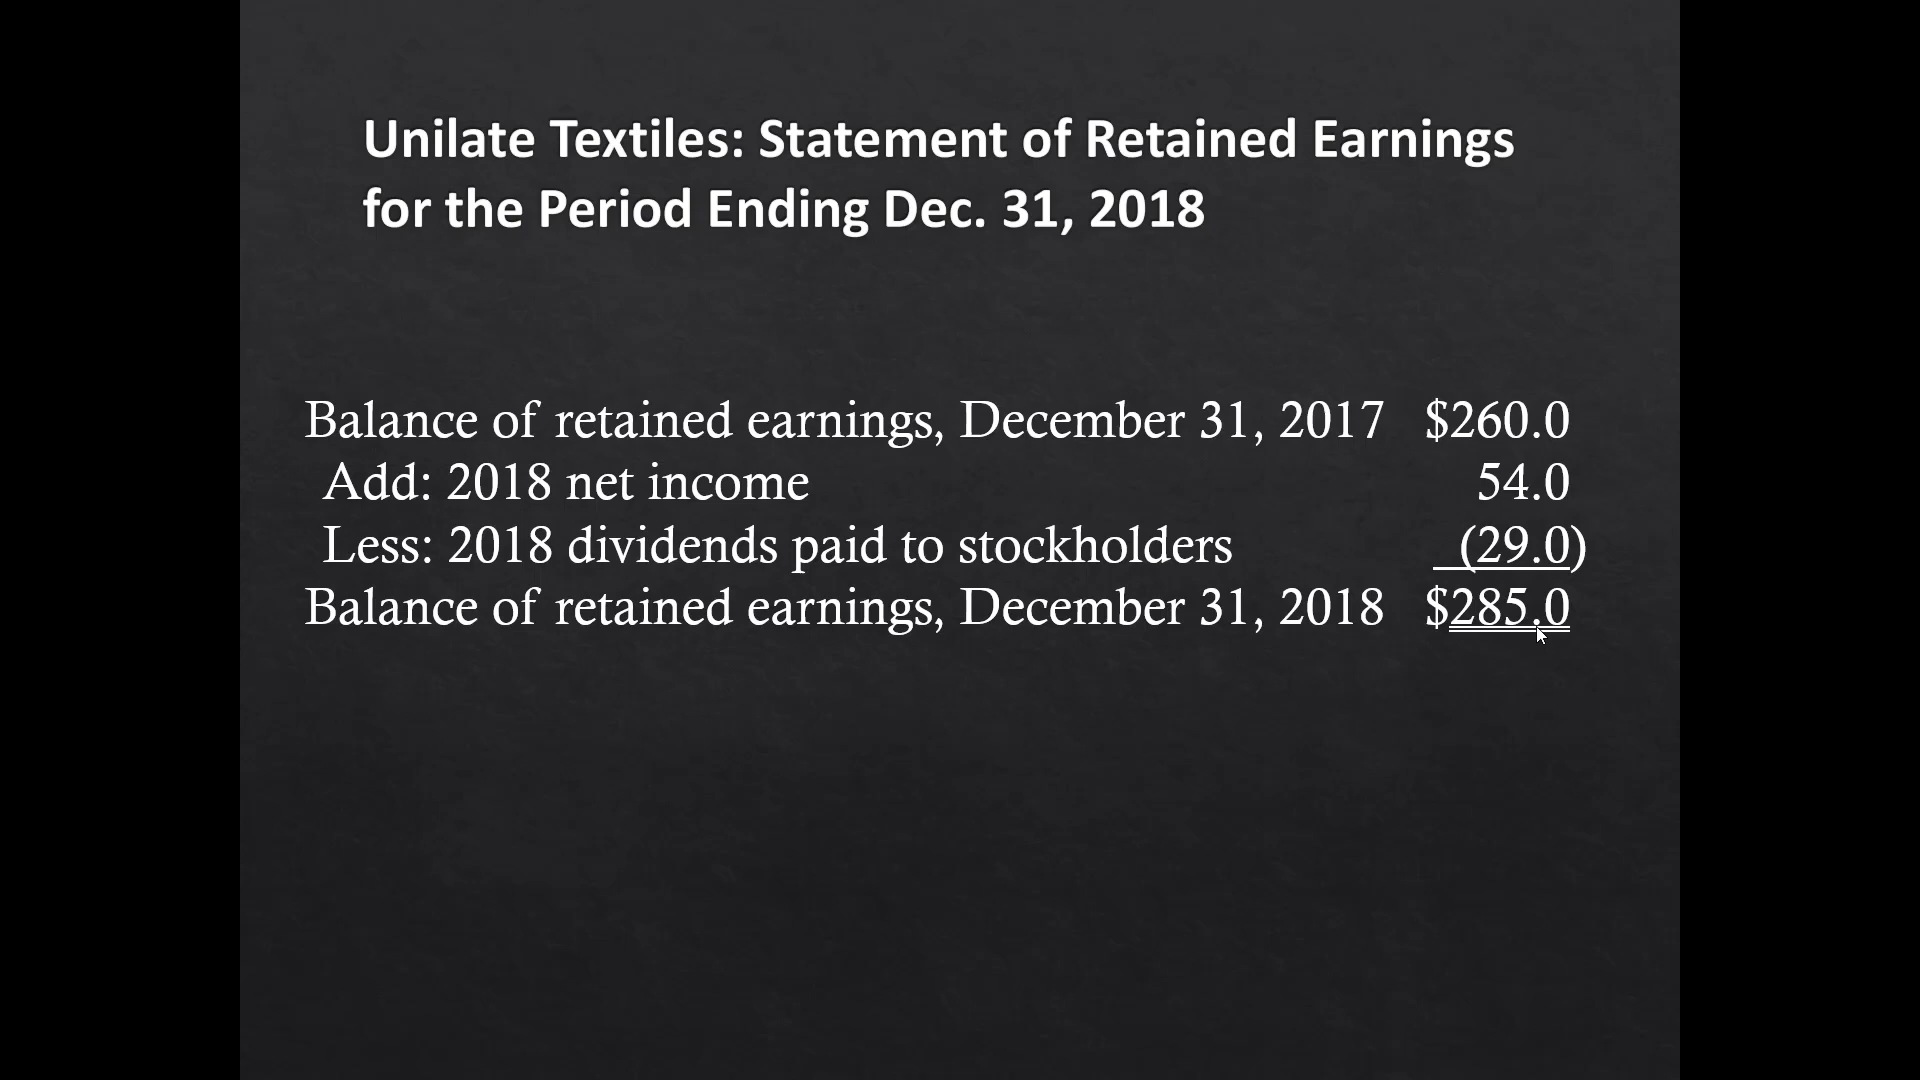 Unilate Textiles: Statement of Retained Earnings
for the Period Ending Dec. 31, 2018
Balance of retained earnings, December 31, 2017 $260.0
Add: 2018 net income 54.0
Less: 2018 dividends paid to stockholders (29.0)
Balance of retained earnings, December 31, 2018 $285.0